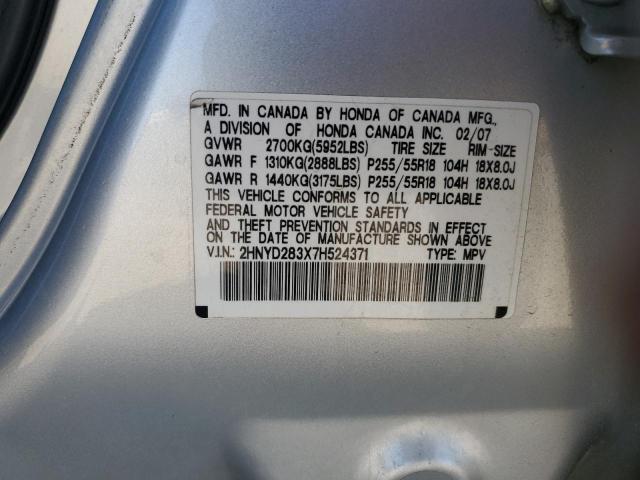 MFD. IN CANADA BY HONDA OF CANADA MFG.,
A DIVISION OF HONDA CANADA INC. 02/07
GVWR 2700KG(5952LBS) TIRE SIZE RIM-SIZE
GAWR F 1310KG(2888LBS) P255/55R18 104H 18X8.0J
GAWR R 1440KG(3175LBS) P255/55R18 104H 18X8.0J
THIS VEHICLE CONFORMS TO ALL APPLICABLE
FEDERAL MOTOR VEHICLE SAFETY
AND THEFT PREVENTION STANDARDS IN EFFECT ON
THE DATE OF MANUFACTURE SHOWN ABOVE
V.I.N.: 2HNYD283X7H524371 TYPE: MPV